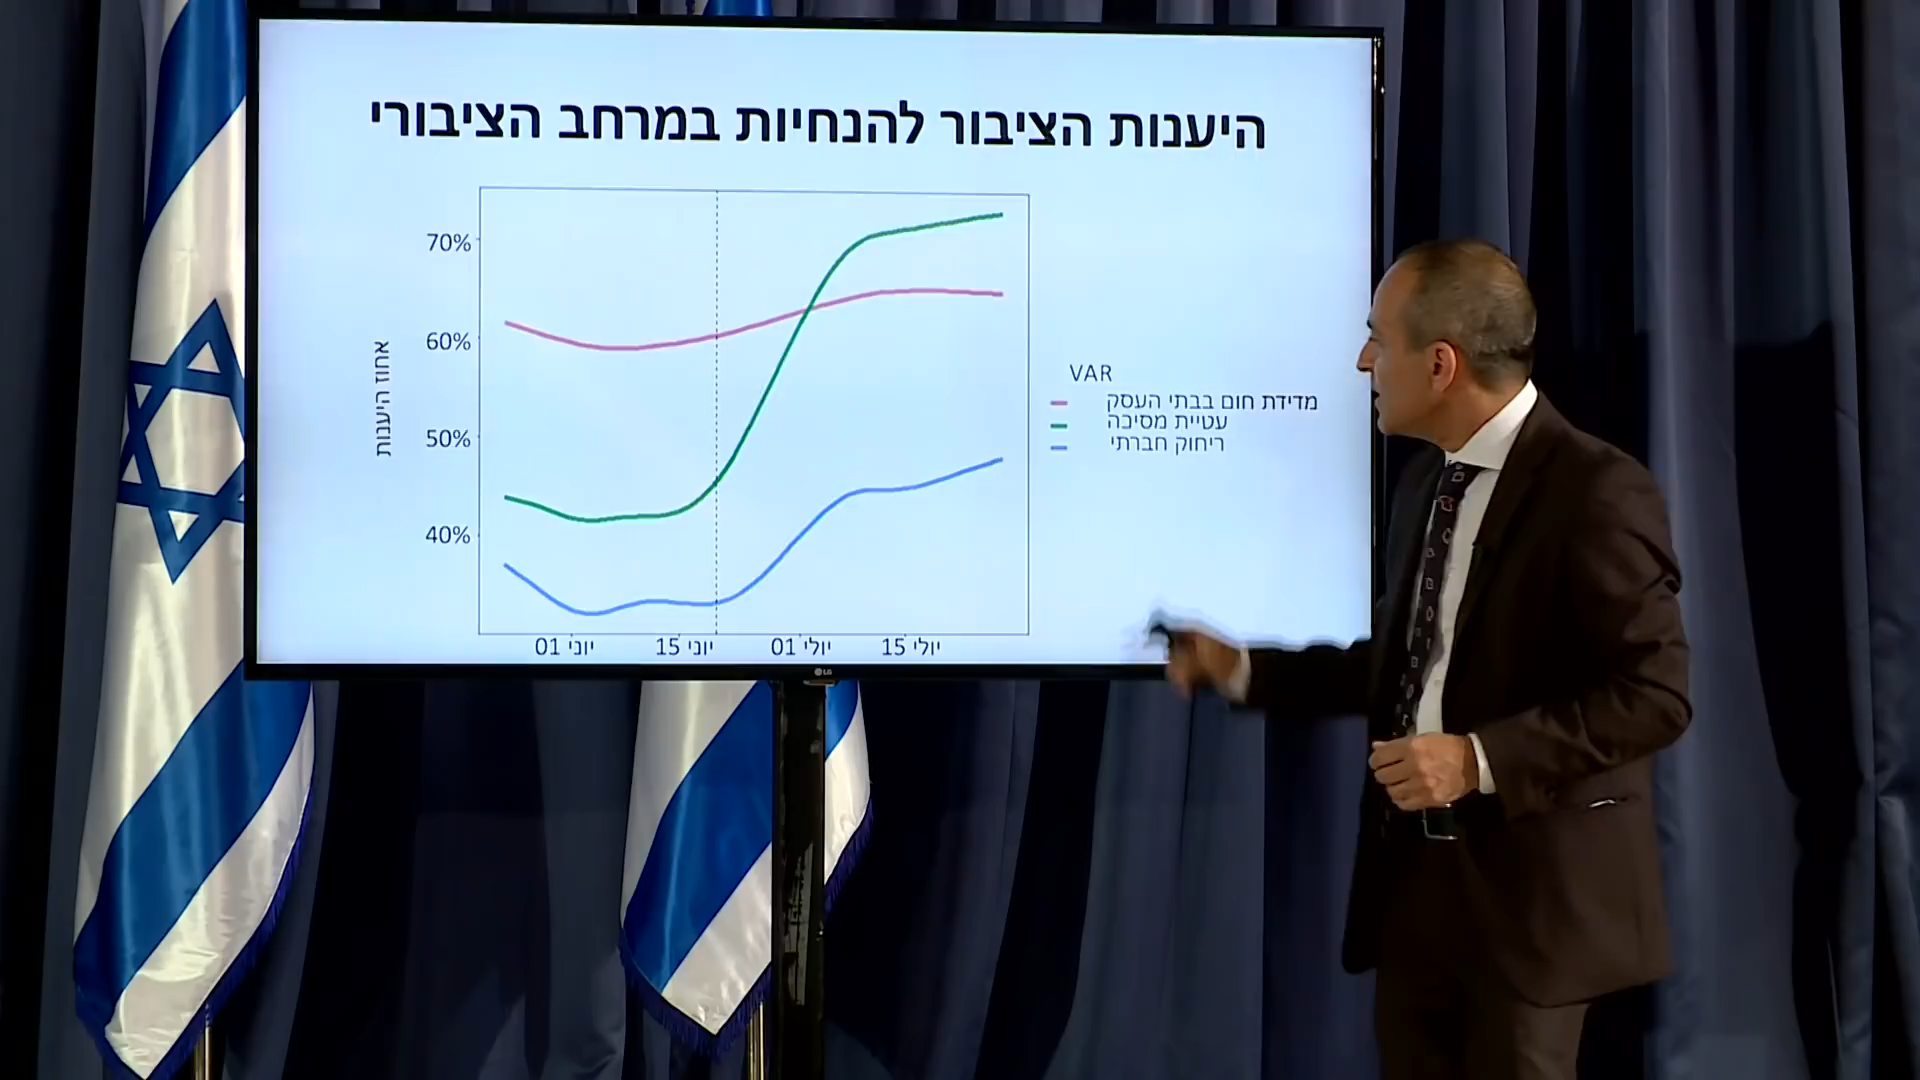 היענות הציבור להנחיות במרחב הציבורי
70%
60%
50%
40%
אחוז היענות
01 יוני
15 יוני
01 יולי
15 יולי
VAR
מדידת חום בבתי העסק
עטיית מסיכה
ריחוק חברתי
LG